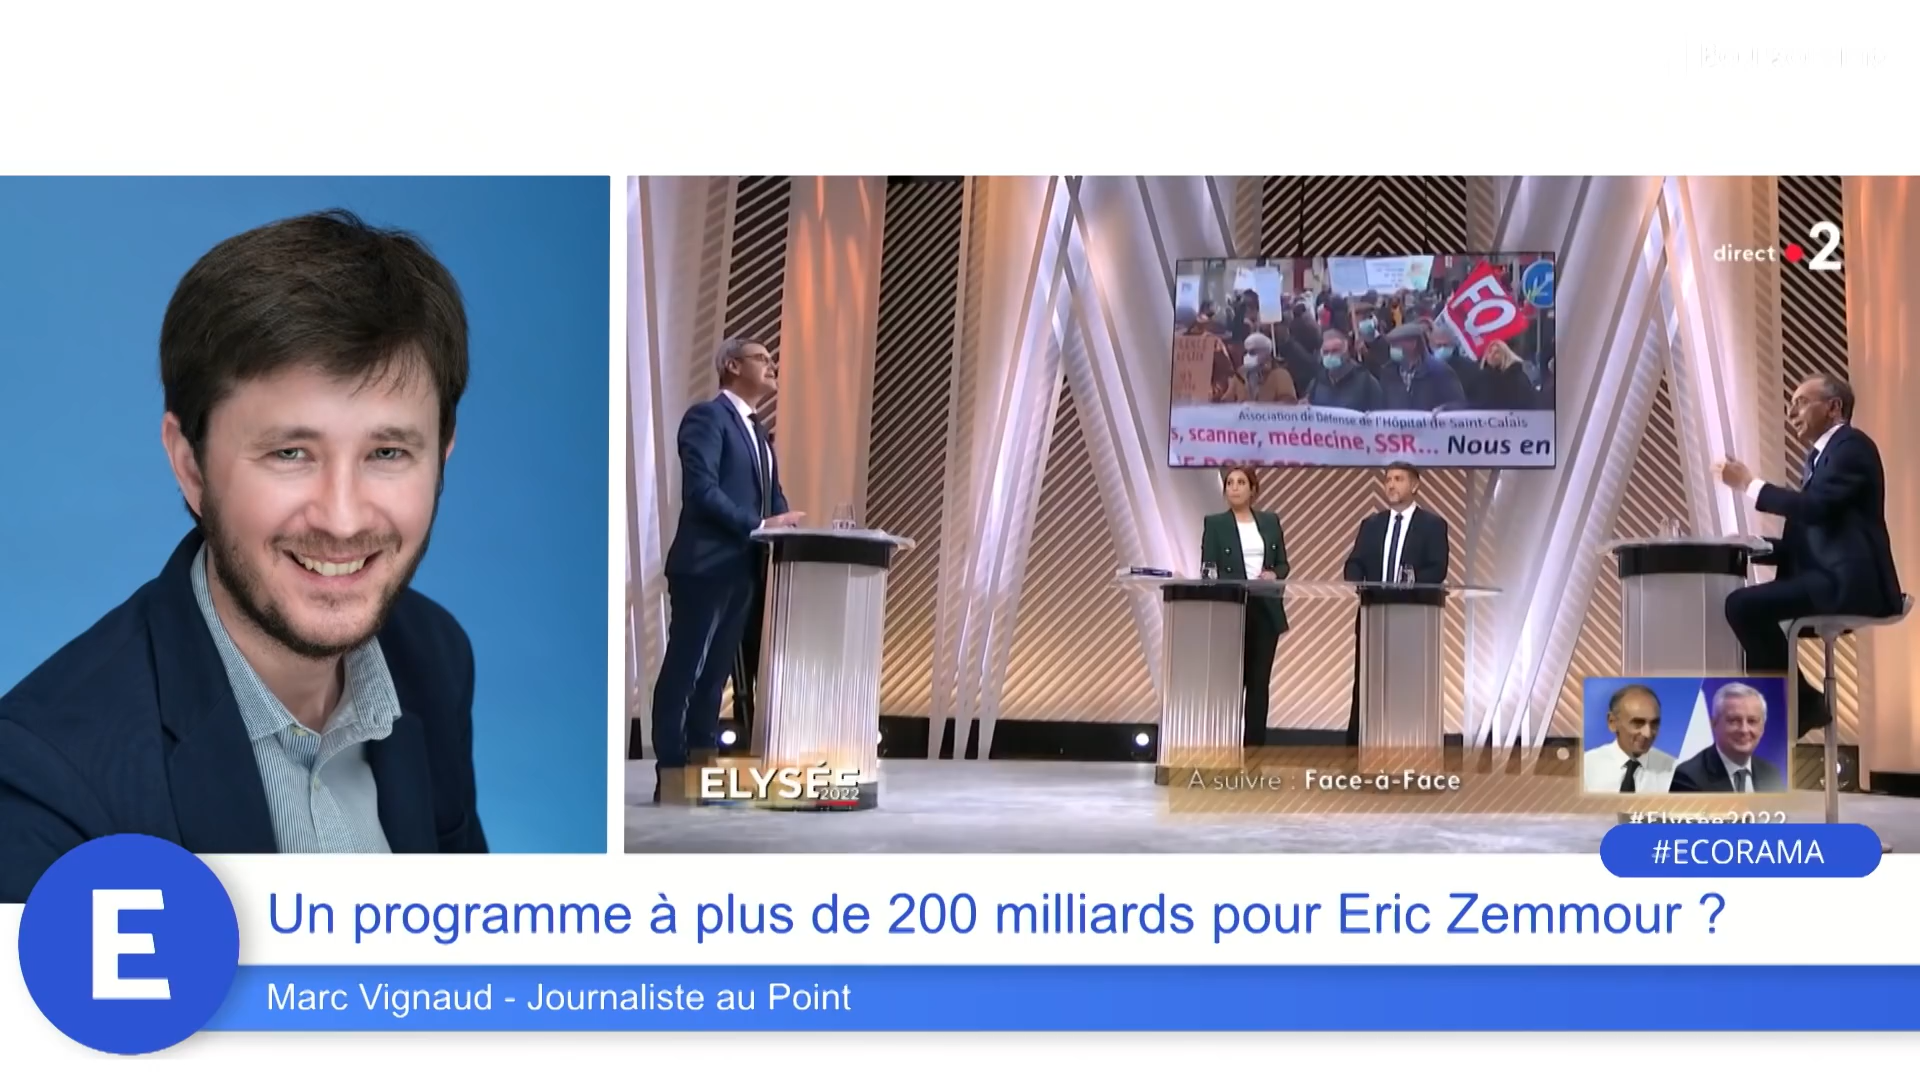 direct 2
FO
Association de Défense de l'Hôpital de Saint-Calais
s, scanner, médecine, SSR... Nous en
ELYSÉE
2022
A suivre : Face-à-Face
#Elysée2022
#ECORAMA
E
Un programme à plus de 200 milliards pour Eric Zemmour ?
Marc Vignaud - Journaliste au Point